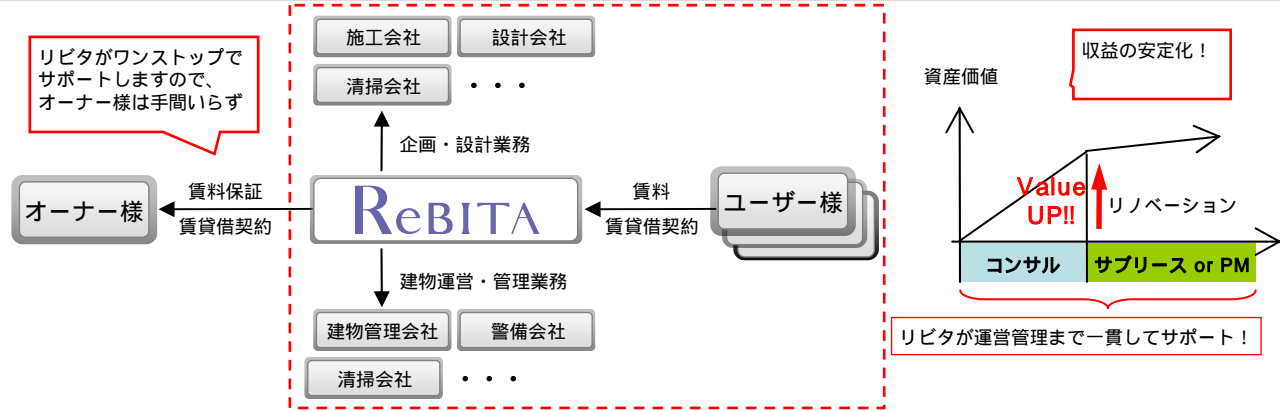 リビタがワンストップで
サポートしますので、
オーナー様は手間いらず
施工会社
設計会社
清掃会社
・・・
企画・設計業務
オーナー様
賃料保証
賃貸借契約
ReBITA
賃料
賃貸借契約
ユーザー様
建物運営・管理業務
建物管理会社
警備会社
清掃会社
・・・
収益の安定化！
資産価値
Value
UP!!
リノベーション
コンサル
サブリース or PM
リビタが運営管理まで一貫してサポート！